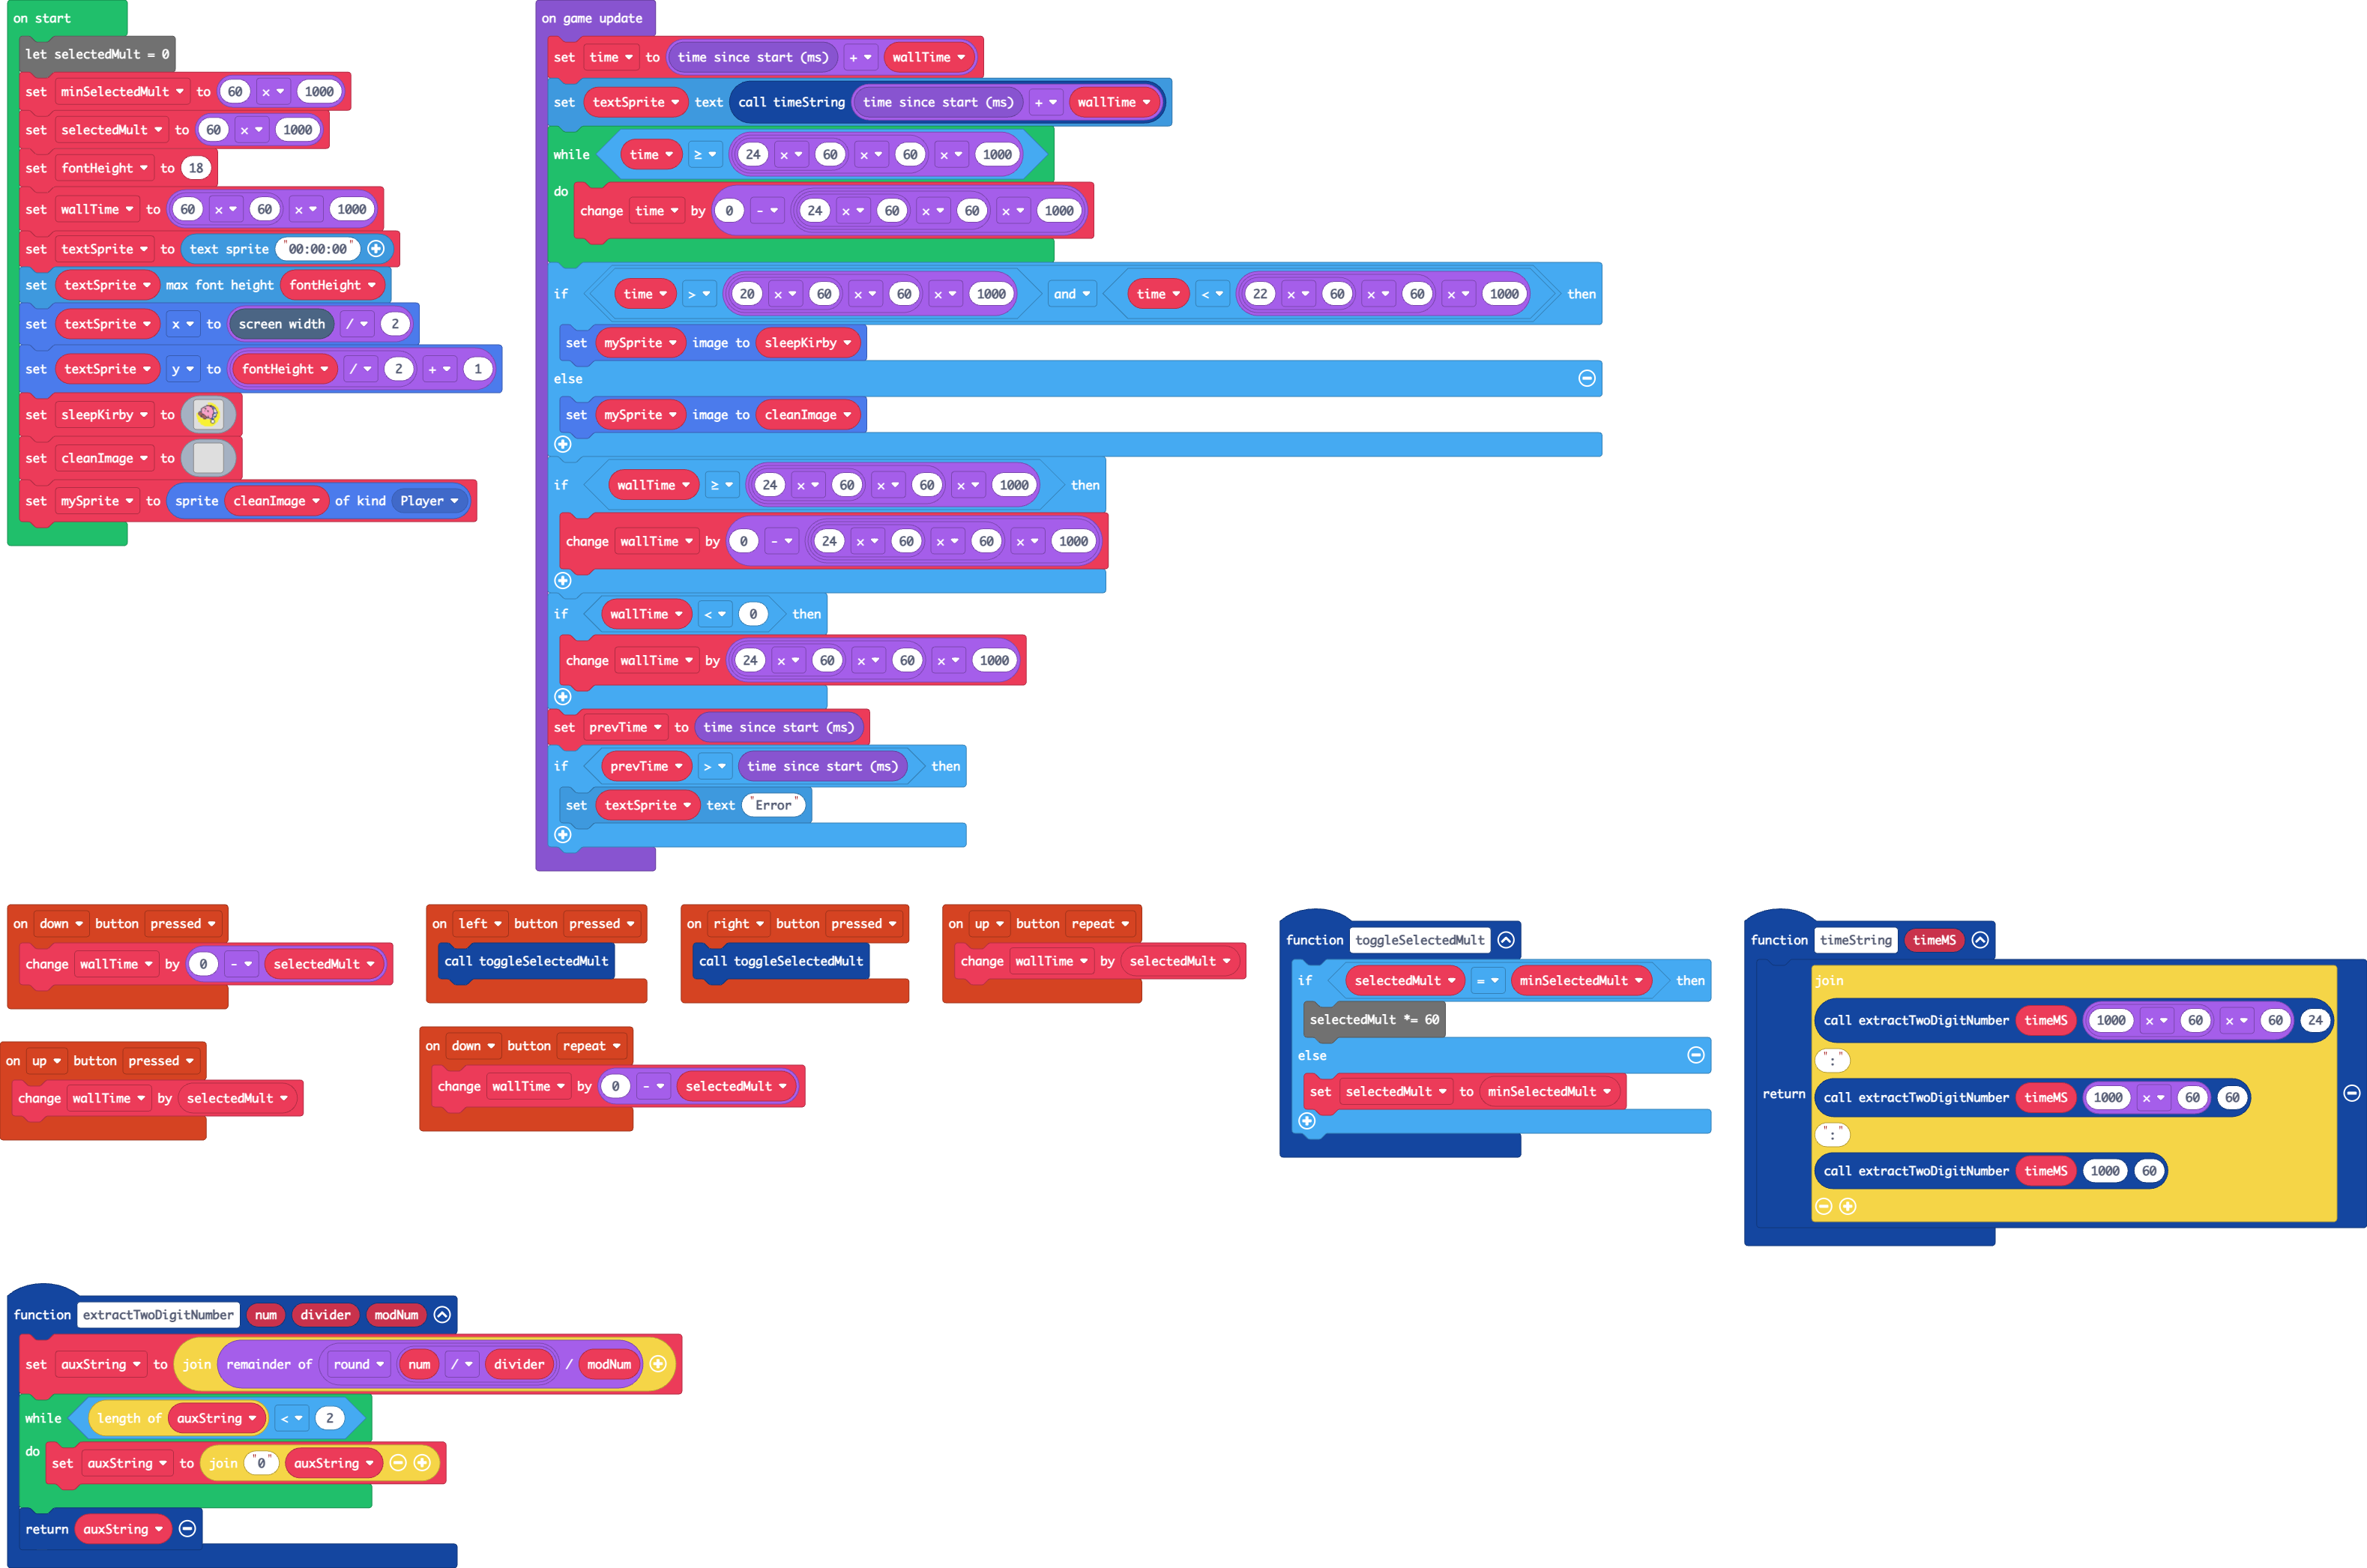 on start
let selectedMult = 0
set minSelectedMult to 60 × 1000
set selectedMult to 60 × 1000
set fontHeight to 18
set wallTime to 60 × 60 × 1000
set textSprite to text sprite "00:00:00"
set textSprite max font height fontHeight
set textSprite x to screen width / 2
set textSprite y to fontHeight / 2 + 1
set sleepKirby to
set cleanImage to
set mySprite to sprite cleanImage of kind Player
on game update
set time to time since start (ms) + wallTime
set textSprite text call timeString time since start (ms) + wallTime
while time ≥ 24 × 60 × 60 × 1000
do
change time by 0 - 24 × 60 × 60 × 1000
if time > 20 × 60 × 60 × 1000 and time < 22 × 60 × 60 × 1000 then
set mySprite image to sleepKirby
else
set mySprite image to cleanImage
if wallTime ≥ 24 × 60 × 60 × 1000 then
change wallTime by 0 - 24 × 60 × 60 × 1000
if wallTime < 0 then
change wallTime by 24 × 60 × 60 × 1000
set prevTime to time since start (ms)
if prevTime > time since start (ms) then
set textSprite text "Error"
on down button pressed
change wallTime by 0 - selectedMult
on left button pressed
call toggleSelectedMult
on right button pressed
call toggleSelectedMult
on up button repeat
change wallTime by selectedMult
function toggleSelectedMult
if selectedMult = minSelectedMult then
selectedMult *= 60
else
set selectedMult to minSelectedMult
function timeString timeMS
join
call extractTwoDigitNumber timeMS 1000 × 60 × 60 24
":"
return call extractTwoDigitNumber timeMS 1000 × 60 60
":"
call extractTwoDigitNumber timeMS 1000 60
on up button pressed
change wallTime by selectedMult
on down button repeat
change wallTime by 0 - selectedMult
function extractTwoDigitNumber num divider modNum
set auxString to join remainder of round num / divider / modNum
while length of auxString < 2
do
set auxString to join "0" auxString
return auxString